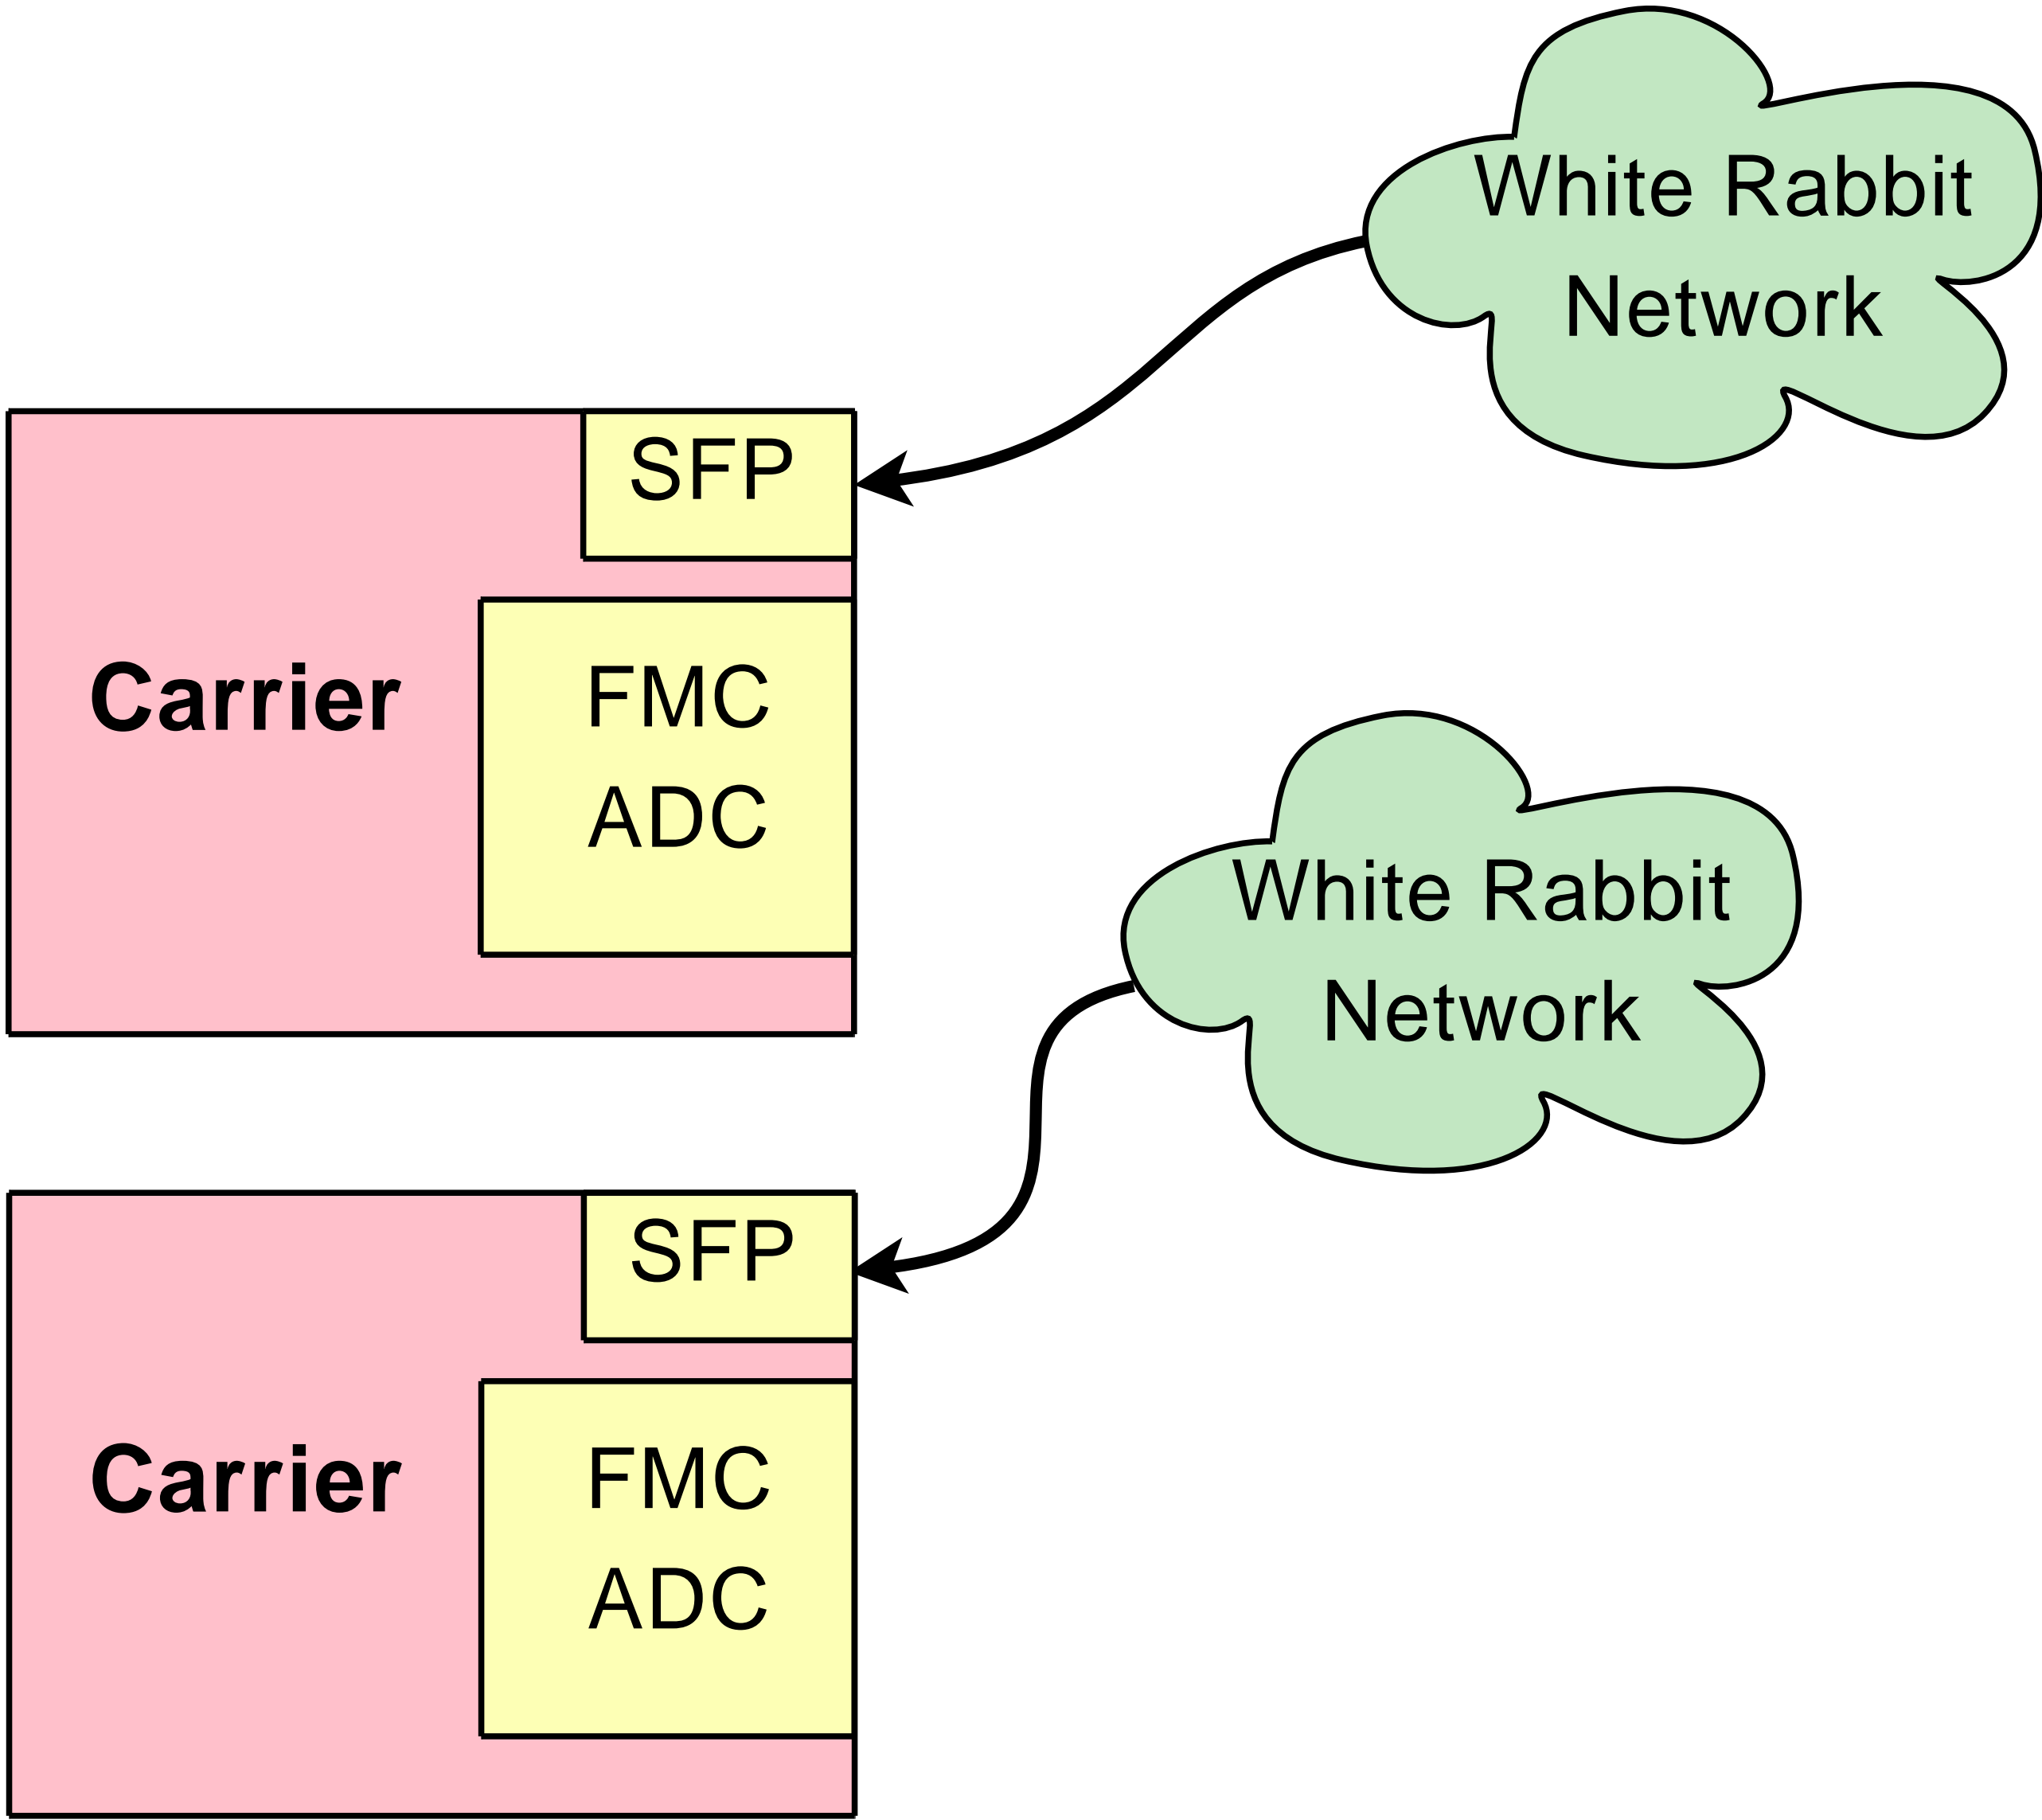 White Rabbit
Network
SFP
Carrier
FMC
ADC
White Rabbit
Network
SFP
Carrier
FMC
ADC